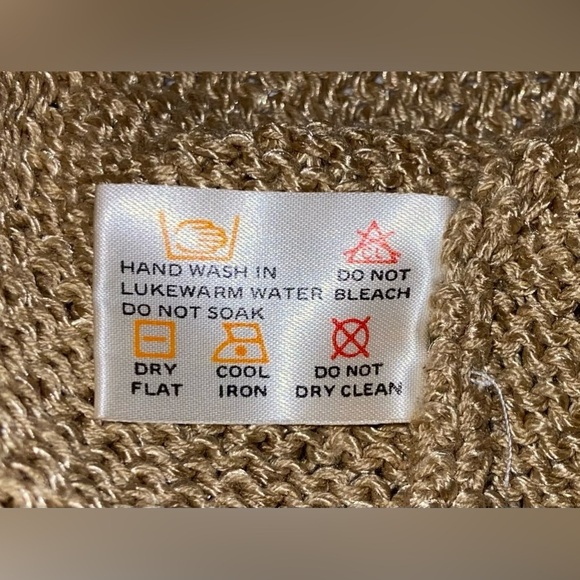 HAND WASH IN
LUKEWARM WATER
DO NOT SOAK
CL
DO NOT
BLEACH
DRY
FLAT
COOL
IRON
DO NOT
DRY CLEAN